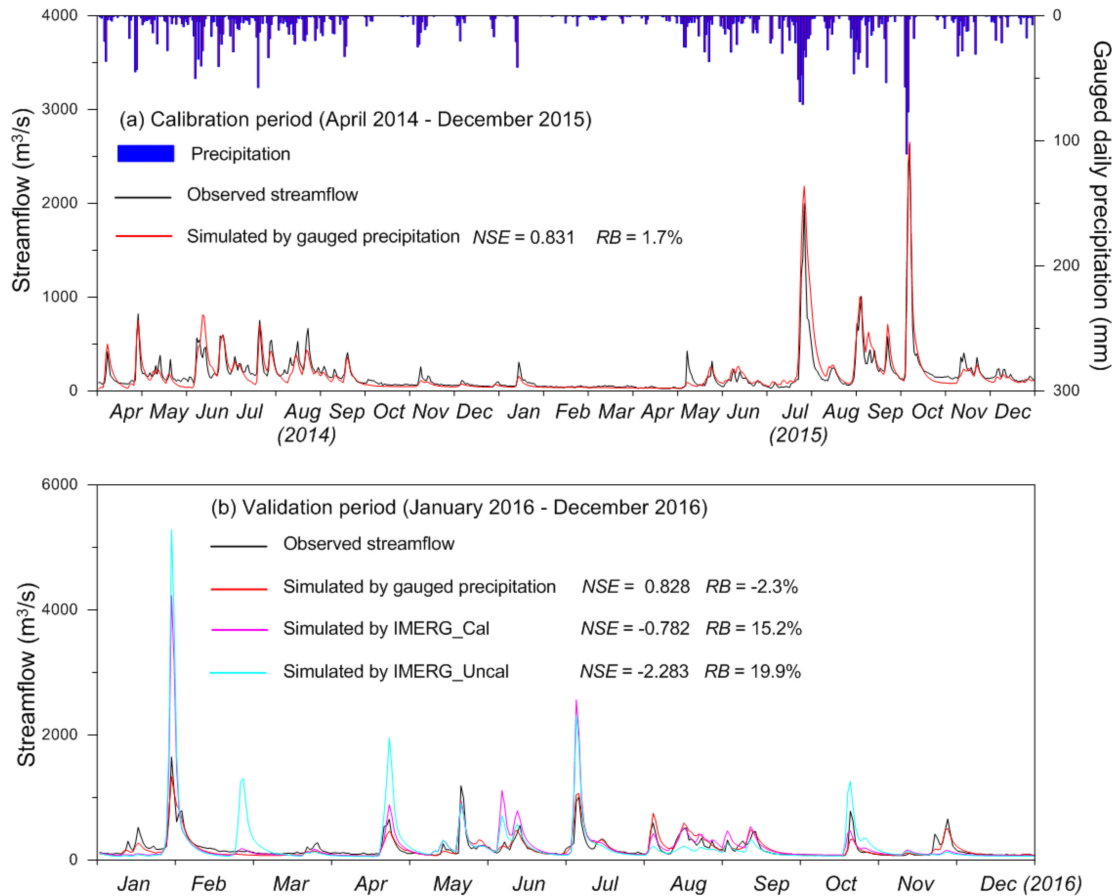 4000
3000
2000
1000
0
Streamflow (m³/s)
0
100
200
300
Gauged daily precipitation (mm)
(a) Calibration period (April 2014 - December 2015)
Precipitation
Observed streamflow
Simulated by gauged precipitation NSE = 0.831 RB = 1.7%
Apr May Jun Jul Aug Sep Oct Nov Dec Jan Feb Mar Apr May Jun Jul Aug Sep Oct Nov Dec
(2014) (2015)
6000
4000
2000
0
Streamflow (m³/s)
(b) Validation period (January 2016 - December 2016)
Observed streamflow
Simulated by gauged precipitation NSE = 0.828 RB = -2.3%
Simulated by IMERG_Cal NSE = -0.782 RB = 15.2%
Simulated by IMERG_Uncal NSE = -2.283 RB = 19.9%
Jan Feb Mar Apr May Jun Jul Aug Sep Oct Nov Dec (2016)